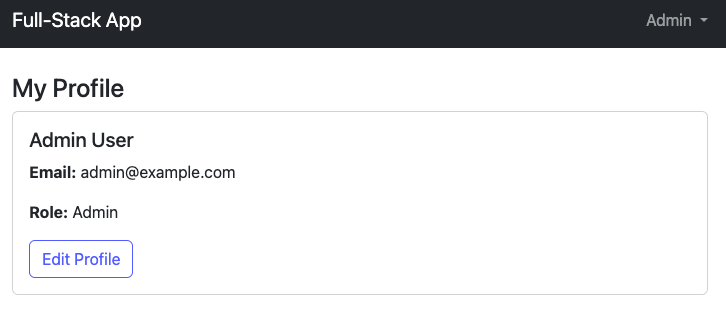 Full-Stack App
Admin
My Profile
Admin User
Email: admin@example.com
Role: Admin
Edit Profile